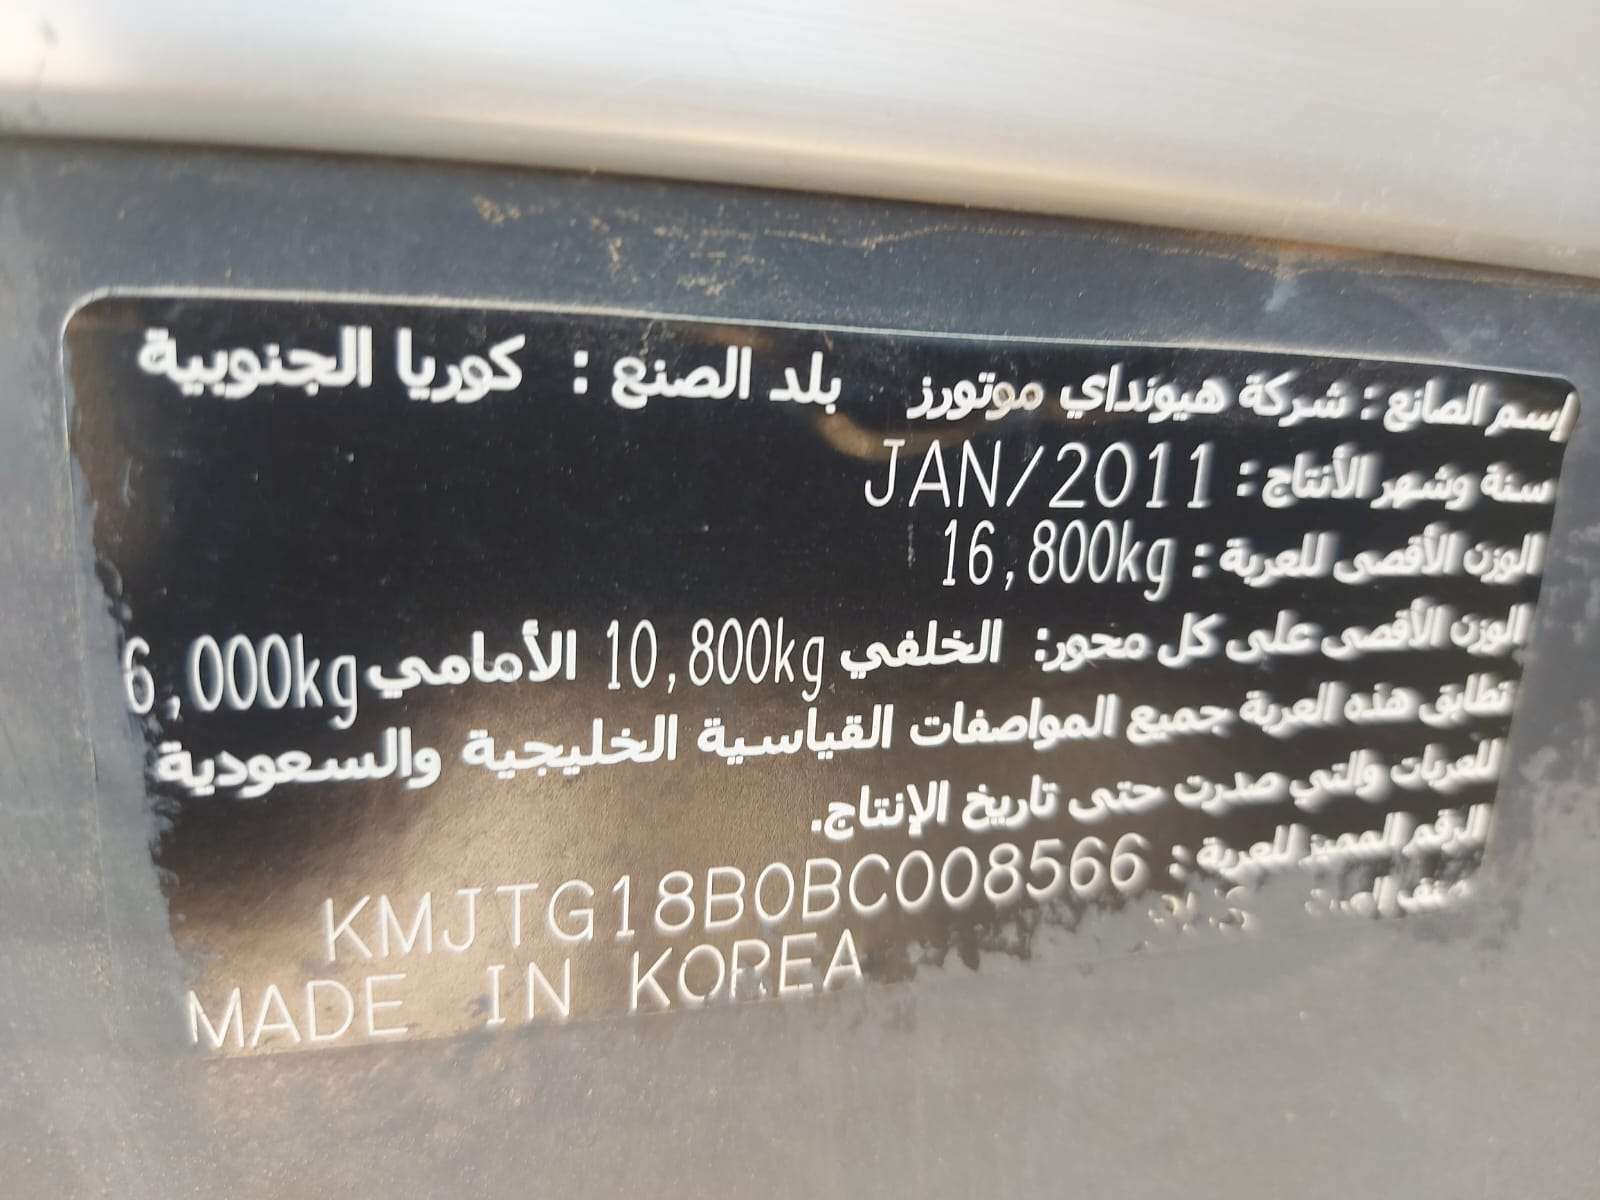 إسم الصانع : شركة هيونداي موتورز بلد الصنع : كوريا الجنوبية
سنة وشهر الأنتاج : JAN/2011
الوزن الأقصى للعربة : 16,800kg
الوزن الأقصى على كل محور: الخلفي 10,800kg الأمامي 6,000kg
تطابق هذه العربة جميع المواصفات القياسية الخليجية والسعودية
للعربات والتي صدرت حتى تاريخ الإنتاج.
الرقم المميز للعربة : KMJTG18B0BC008566
MADE IN KOREA